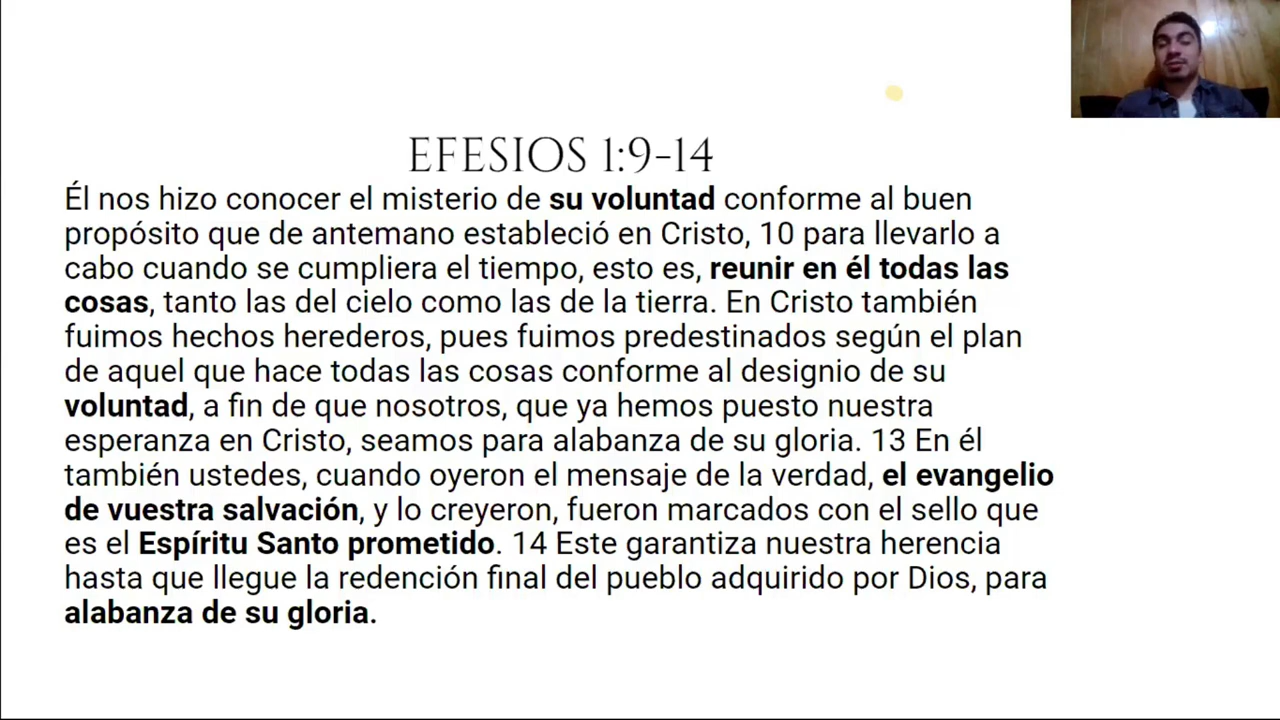 EFESIOS 1:9-14
Él nos hizo conocer el misterio de su voluntad conforme al buen
propósito que de antemano estableció en Cristo, 10 para llevarlo a
cabo cuando se cumpliera el tiempo, esto es, reunir en él todas las
cosas, tanto las del cielo como las de la tierra. En Cristo también
fuimos hechos herederos, pues fuimos predestinados según el plan
de aquel que hace todas las cosas conforme al designio de su
voluntad, a fin de que nosotros, que ya hemos puesto nuestra
esperanza en Cristo, seamos para alabanza de su gloria. 13 En él
también ustedes, cuando oyeron el mensaje de la verdad, el evangelio
de vuestra salvación, y lo creyeron, fueron marcados con el sello que
es el Espíritu Santo prometido. 14 Este garantiza nuestra herencia
hasta que llegue la redención final del pueblo adquirido por Dios, para
alabanza de su gloria.